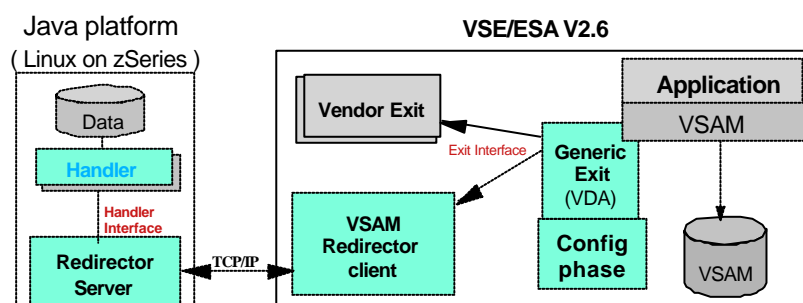 Java platform
( Linux on zSeries )
Data
Handler
Handler
Interface
Redirector
Server
TCP/IP
VSE/ESA V2.6
Vendor Exit
Exit Interface
VSAM
Redirector
client
Generic
Exit
(VDA)
Config
phase
Application
VSAM
VSAM